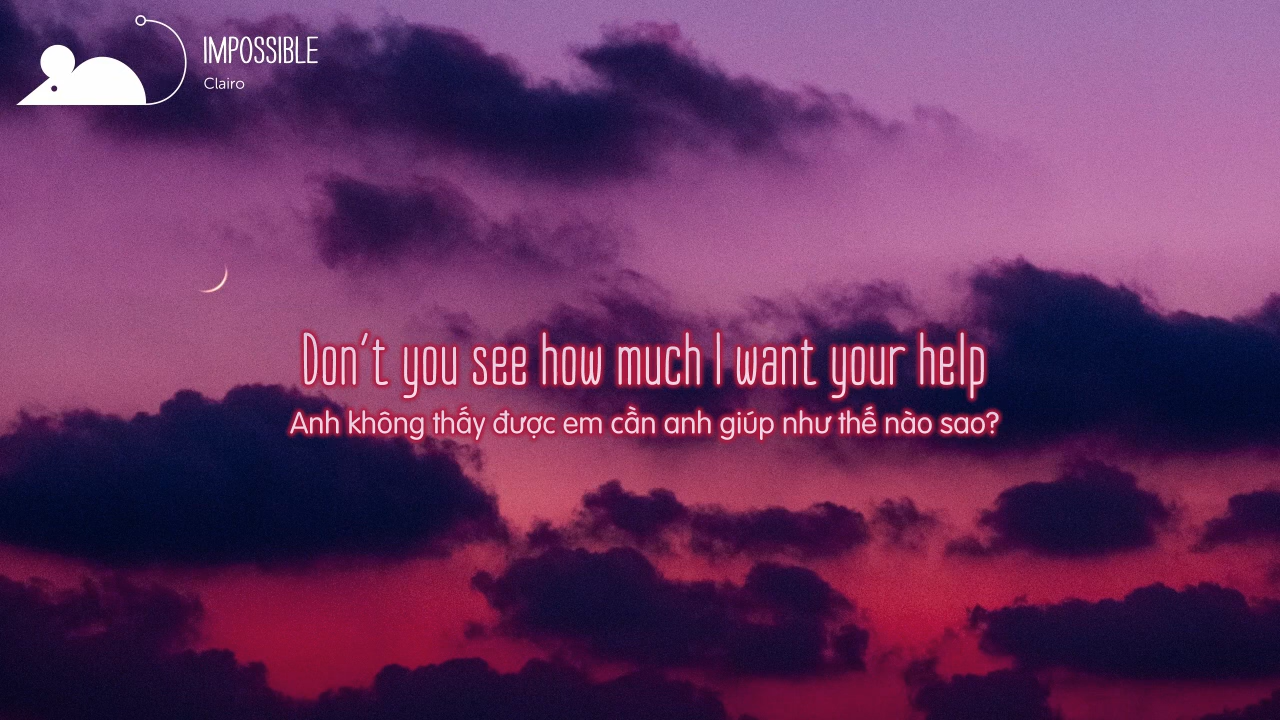 IMPOSSIBLE
Clairo
Don't you see how much I want your help
Anh không thấy được em cần anh giúp như thế nào sao?